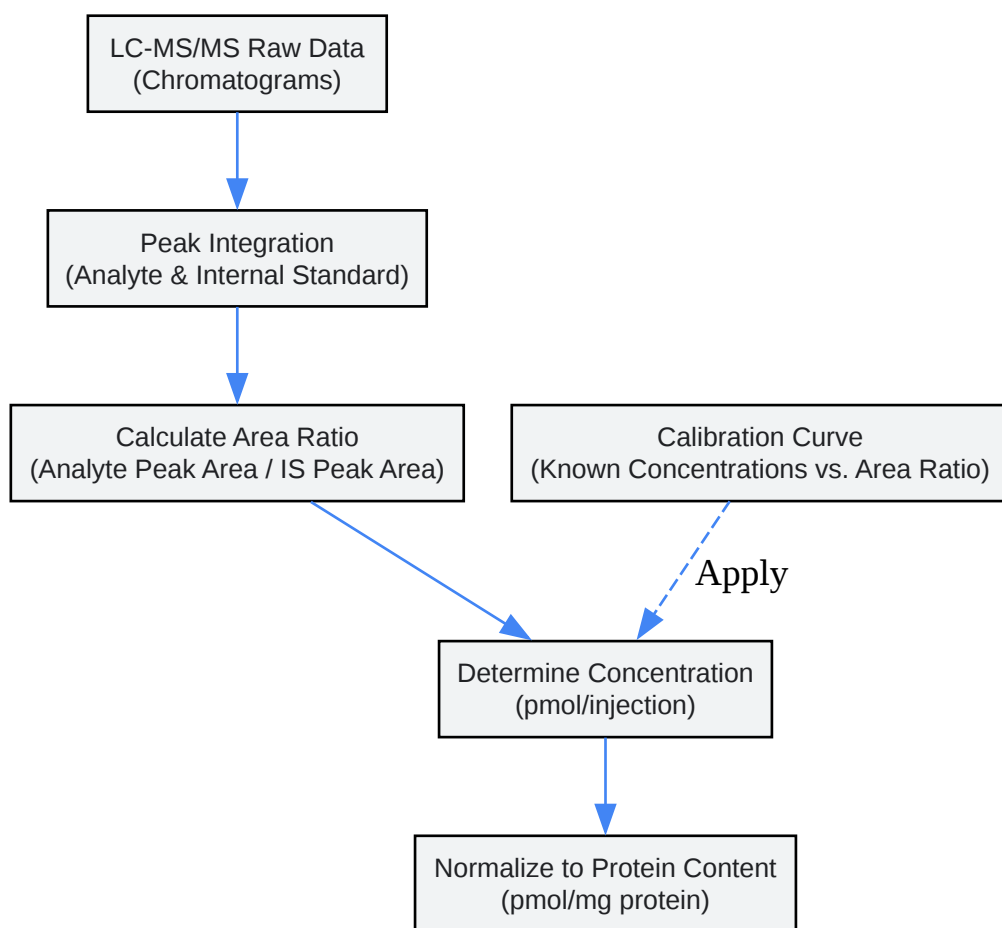 LC-MS/MS Raw Data
(Chromatograms)
Peak Integration
(Analyte & Internal Standard)
Calculate Area Ratio
(Analyte Peak Area / IS Peak Area)
Calibration Curve
(Known Concentrations vs. Area Ratio)
Apply
Determine Concentration
(pmol/injection)
Normalize to Protein Content
(pmol/mg protein)